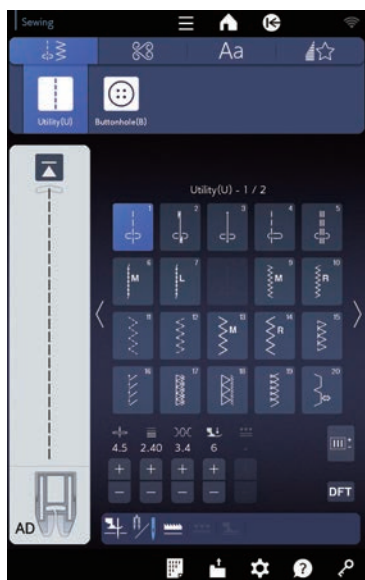 Sewing
Aa
Utility(U)
Buttonhole(B)
Utility(U) - 1 / 2
1 2 3 4 5
M 6 L 7 M 9 R 10
11 12 M 13 R 14 15
16 17 18 19 20
4.5 2.40 3.4 6 -
+ + + +
- - - -
DFT
AD
?